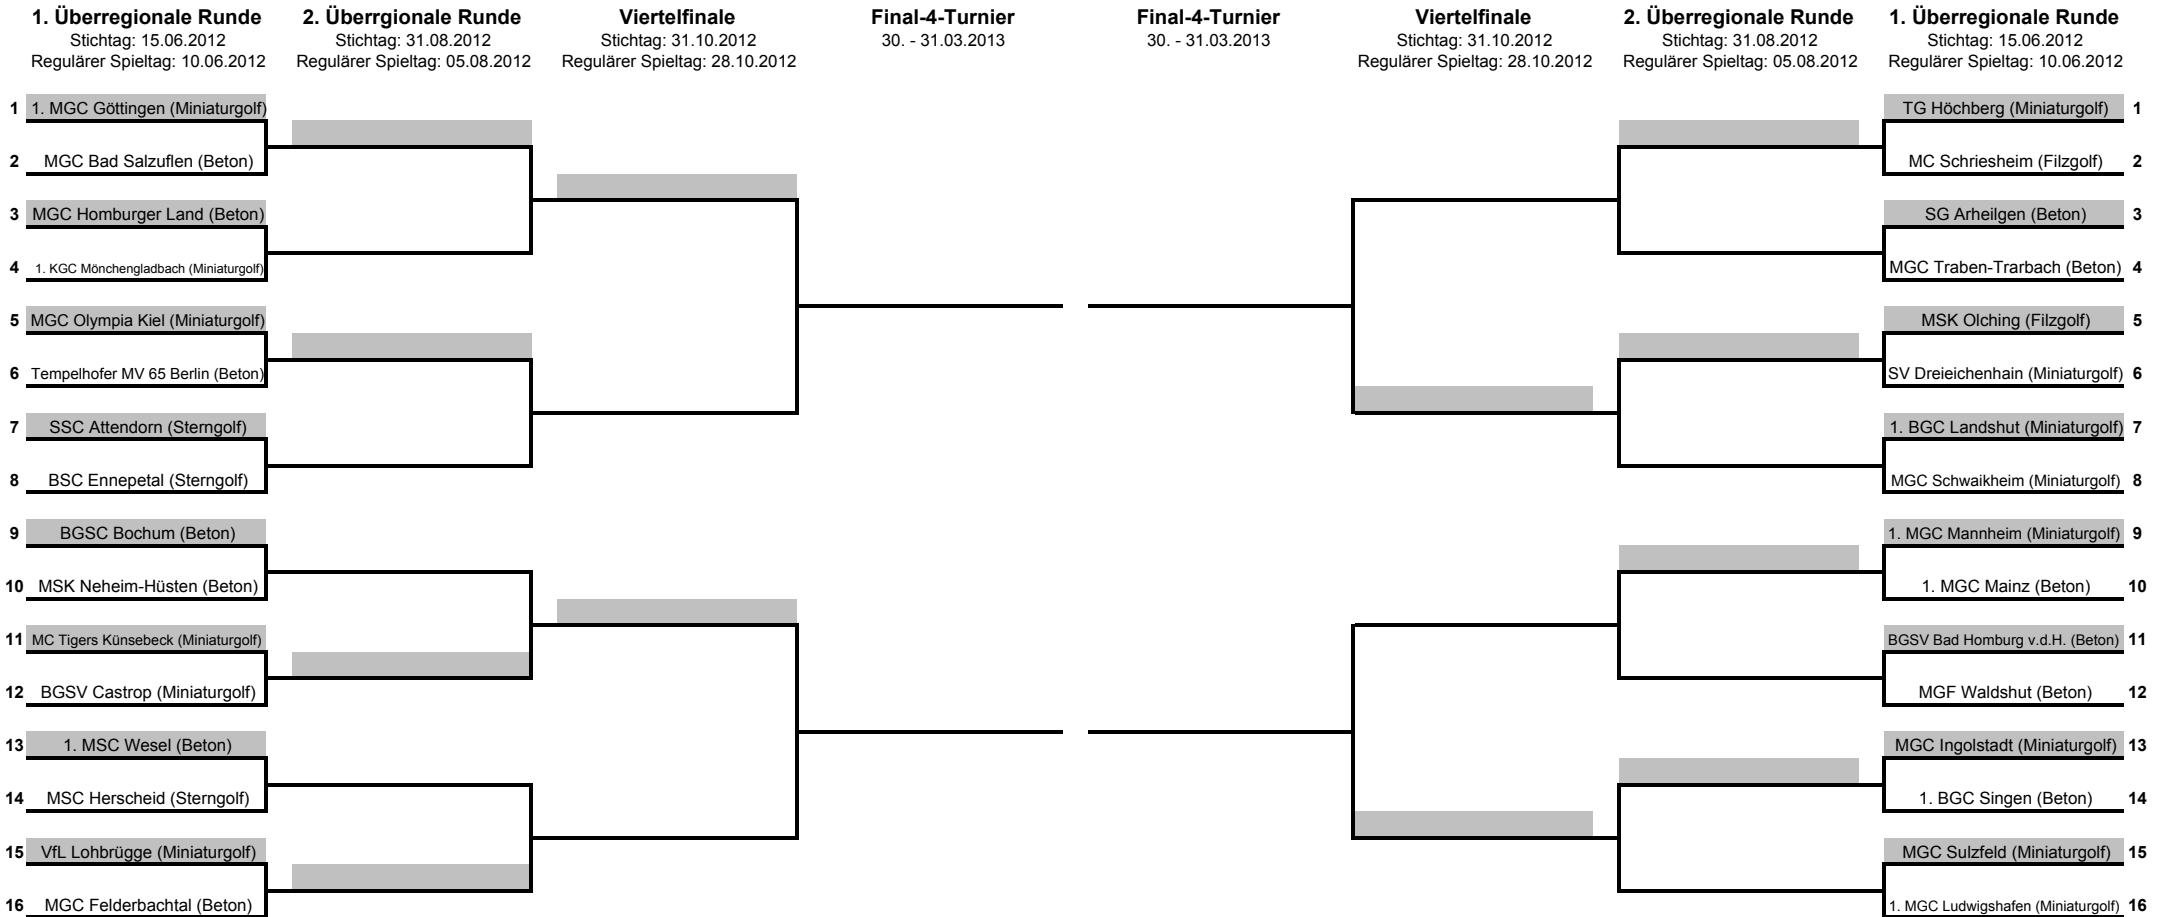 1. Überregionale Runde
Stichtag: 15.06.2012
Regulärer Spieltag: 10.06.2012
2. Überrgionale Runde
Stichtag: 31.08.2012
Regulärer Spieltag: 05.08.2012
Viertelfinale
Stichtag: 31.10.2012
Regulärer Spieltag: 28.10.2012
Final-4-Turnier
30. - 31.03.2013
Final-4-Turnier
30. - 31.03.2013
Viertelfinale
Stichtag: 31.10.2012
Regulärer Spieltag: 28.10.2012
2. Überregionale Runde
Stichtag: 31.08.2012
Regulärer Spieltag: 05.08.2012
1. Überregionale Runde
Stichtag: 15.06.2012
Regulärer Spieltag: 10.06.2012
1 1. MGC Göttingen (Miniaturgolf)
2 MGC Bad Salzuflen (Beton)
3 MGC Homburger Land (Beton)
4 1. KGC Mönchengladbach (Miniaturgolf)
5 MGC Olympia Kiel (Miniaturgolf)
6 Tempelhofer MV 65 Berlin (Beton)
7 SSC Attendorn (Sterngolf)
8 BSC Ennepetal (Sterngolf)
9 BGSC Bochum (Beton)
10 MSK Neheim-Hüsten (Beton)
11 MC Tigers Künsebeck (Miniaturgolf)
12 BGSV Castrop (Miniaturgolf)
13 1. MSC Wesel (Beton)
14 MSC Herscheid (Sterngolf)
15 VfL Lohbrügge (Miniaturgolf)
16 MGC Felderbachtal (Beton)
TG Höchberg (Miniaturgolf) 1
MC Schriesheim (Filzgolf) 2
SG Arheilgen (Beton) 3
MGC Traben-Trarbach (Beton) 4
MSK Olching (Filzgolf) 5
SV Dreieichenhain (Miniaturgolf) 6
1. BGC Landshut (Miniaturgolf) 7
MGC Schwaikheim (Miniaturgolf) 8
1. MGC Mannheim (Miniaturgolf) 9
1. MGC Mainz (Beton) 10
BGSV Bad Homburg v.d.H. (Beton) 11
MGF Waldshut (Beton) 12
MGC Ingolstadt (Miniaturgolf) 13
1. BGC Singen (Beton) 14
MGC Sulzfeld (Miniaturgolf) 15
1. MGC Ludwigshafen (Miniaturgolf) 16